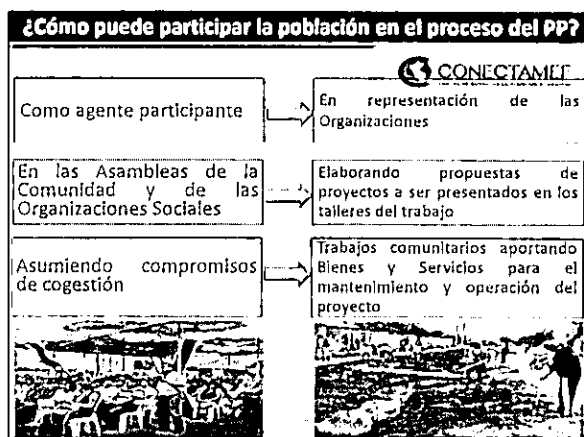 ¿Cómo puede participar la población en el proceso del PP?
CONECTAMEF
Como agente participante
En representación de las
Organizaciones
En las Asambleas de la
Comunidad y de las
Organizaciones Sociales
Elaborando propuestas de
proyectos a ser presentados en los
talleres del trabajo
Asumiendo compromisos
de cogestión
Trabajos comunitarios aportando
Bienes y Servicios para el
mantenimiento y operación del
proyecto